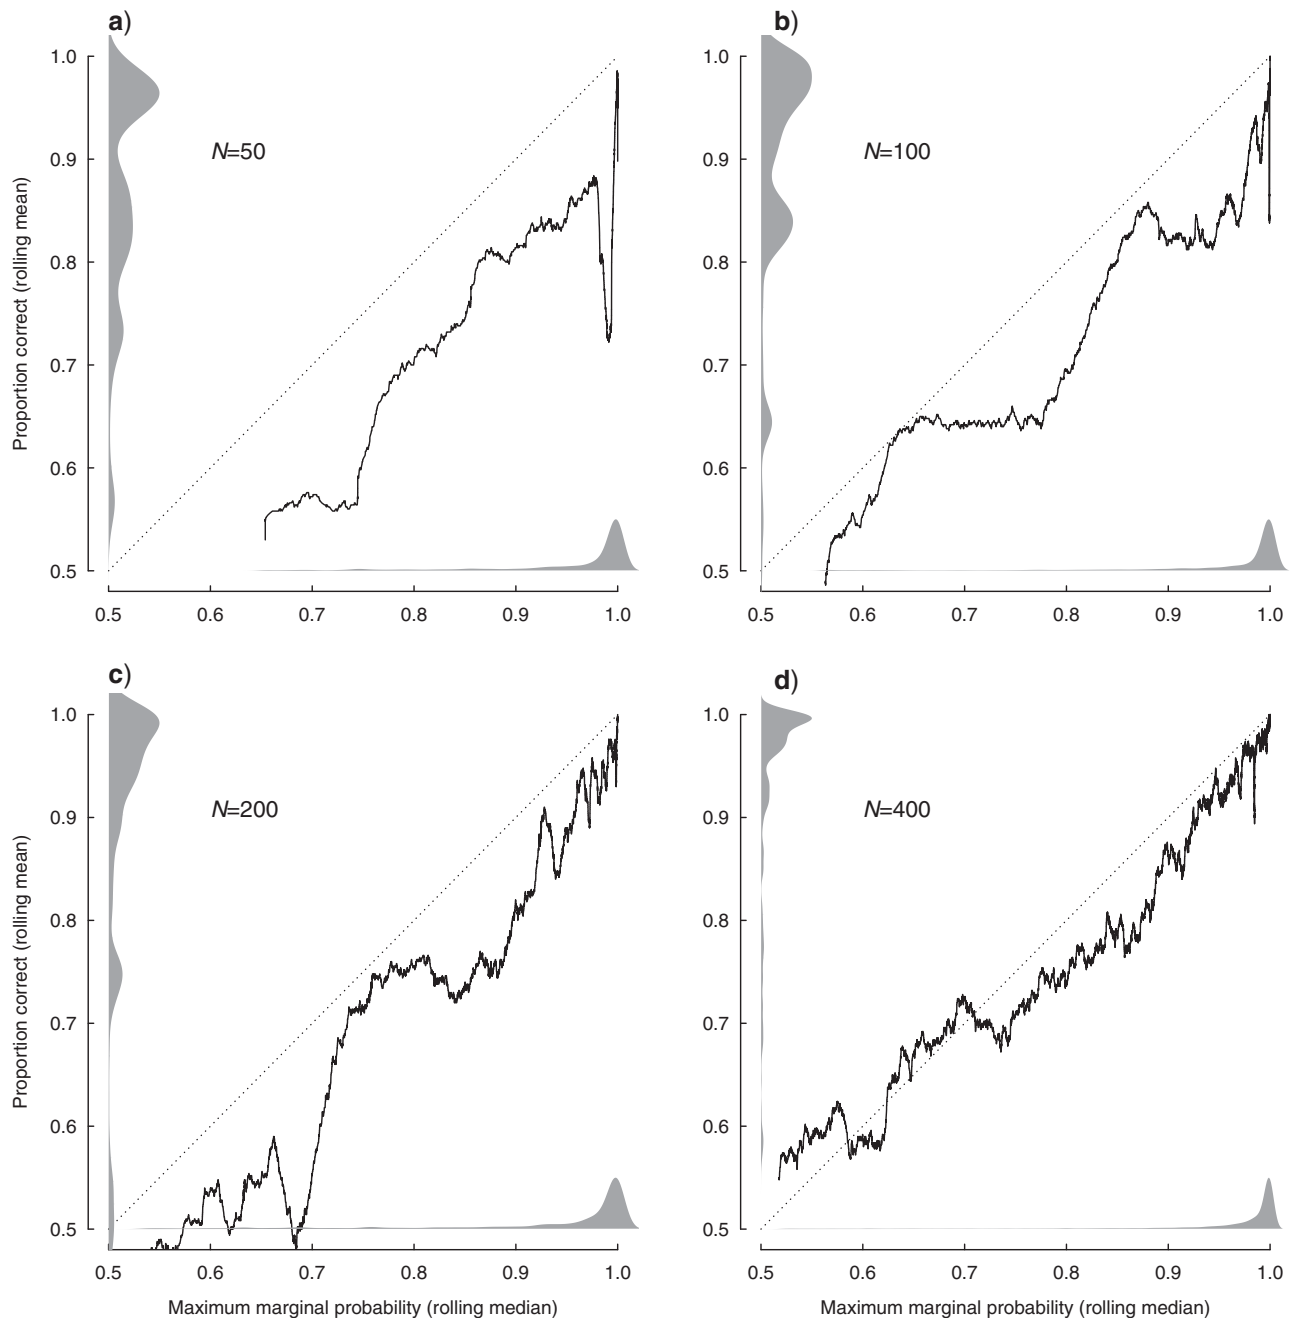 a) b)
1.0 1.0
N=50 N=100
0.9 0.9
0.8 0.8
Proportion correct (rolling mean)
0.7 0.7
0.6 0.6
0.5 0.5
0.5 0.6 0.7 0.8 0.9 1.0 0.5 0.6 0.7 0.8 0.9 1.0
c) d)
1.0 1.0
N=200 N=400
0.9 0.9
0.8 0.8
Proportion correct (rolling mean)
0.7 0.7
0.6 0.6
0.5 0.5
0.5 0.6 0.7 0.8 0.9 1.0 0.5 0.6 0.7 0.8 0.9 1.0
Maximum marginal probability (rolling median) Maximum marginal probability (rolling median)